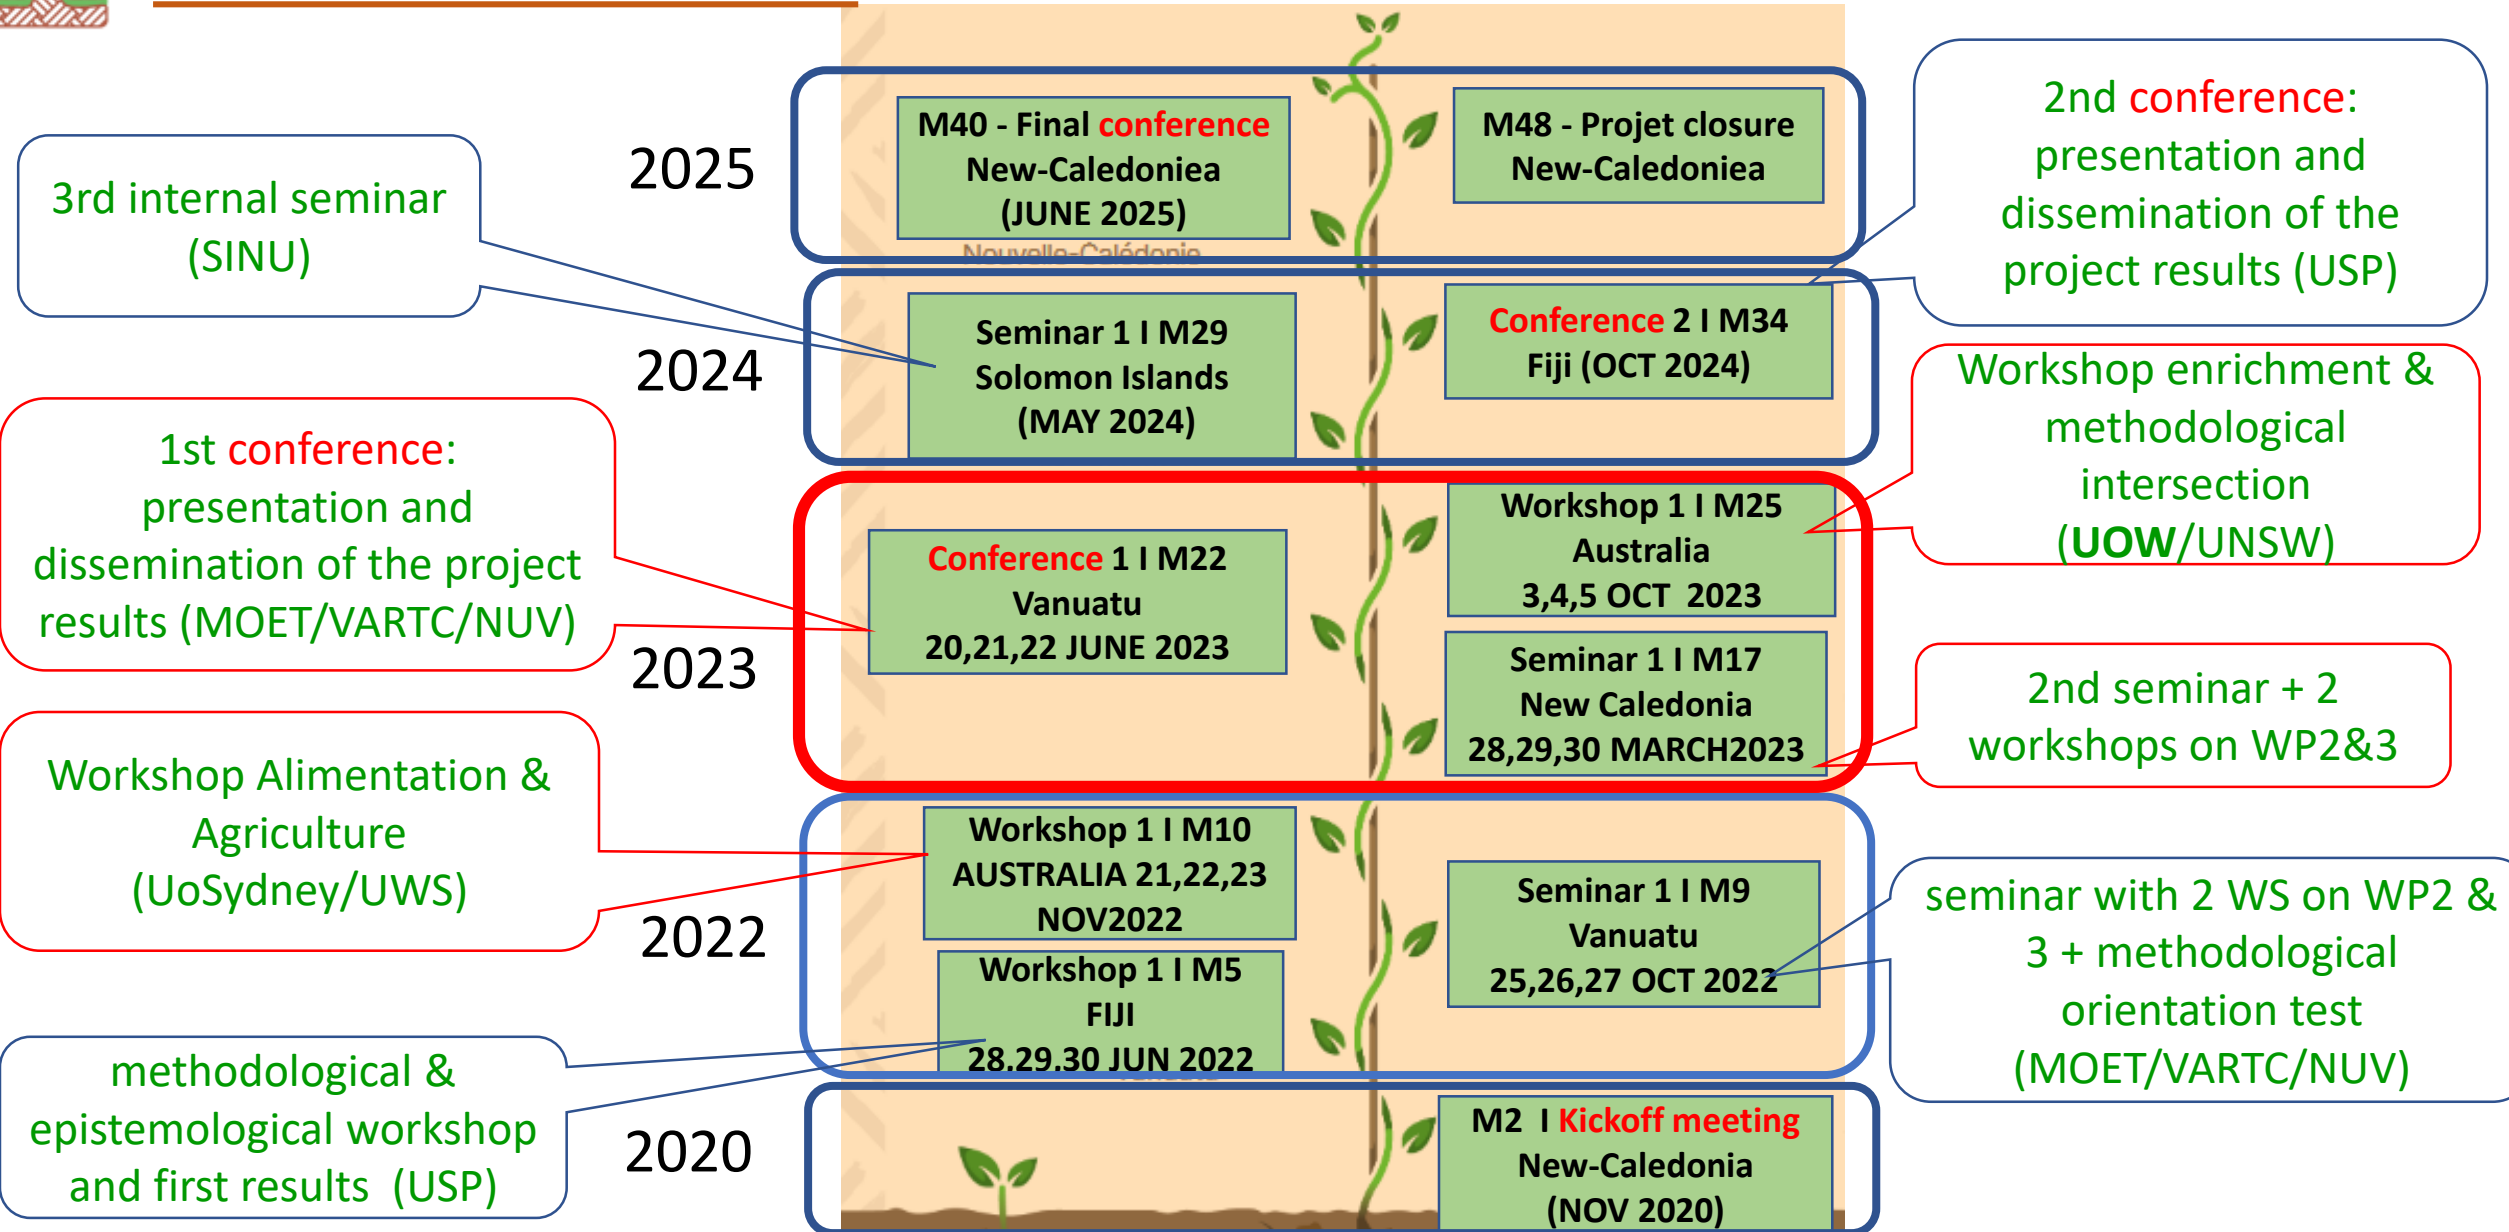 2025
M40 - Final conference
New-Caledoniea
(JUNE 2025)
M48 - Projet closure
New-Caledoniea
Nouvelle-Calédonie
2nd conference:
presentation and
dissemination of the
project results (USP)
3rd internal seminar
(SINU)
2024
Seminar 1 I M29
Solomon Islands
(MAY 2024)
Conference 2 I M34
Fiji (OCT 2024)
Workshop enrichment &
methodological
intersection
(UOW/UNSW)
1st conference:
presentation and
dissemination of the project
results (MOET/VARTC/NUV)
2023
Conference 1 I M22
Vanuatu
20,21,22 JUNE 2023
Workshop 1 I M25
Australia
3,4,5 OCT 2023
Seminar 1 I M17
New Caledonia
28,29,30 MARCH2023
2nd seminar + 2
workshops on WP2&3
Workshop Alimentation &
Agriculture
(UoSydney/UWS)
2022
Workshop 1 I M10
AUSTRALIA 21,22,23
NOV2022
Workshop 1 I M5
FIJI
28,29,30 JUN 2022
Seminar 1 I M9
Vanuatu
25,26,27 OCT 2022
seminar with 2 WS on WP2 &
3 + methodological
orientation test
(MOET/VARTC/NUV)
methodological &
epistemological workshop
and first results (USP)
2020
M2 I Kickoff meeting
New-Caledonia
(NOV 2020)